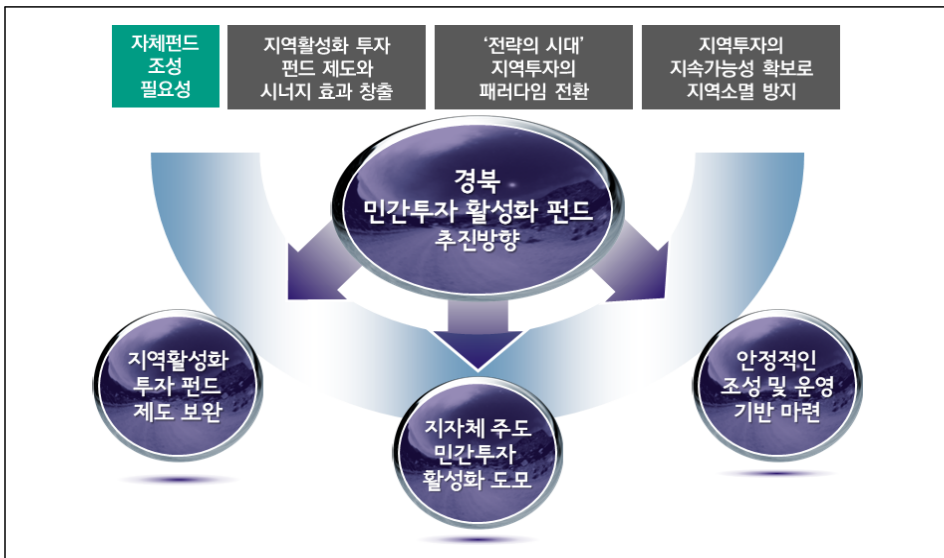 자체펀드
조성
필요성
지역활성화 투자
펀드 제도와
시너지 효과 창출
‘전략의 시대’
지역투자의
패러다임 전환
지역투자의
지속가능성 확보로
지역소멸 방지
경북
민간투자 활성화 펀드
추진방향
지역활성화
투자 펀드
제도 보완
지자체 주도
민간투자
활성화 도모
안정적인
조성 및 운영
기반 마련